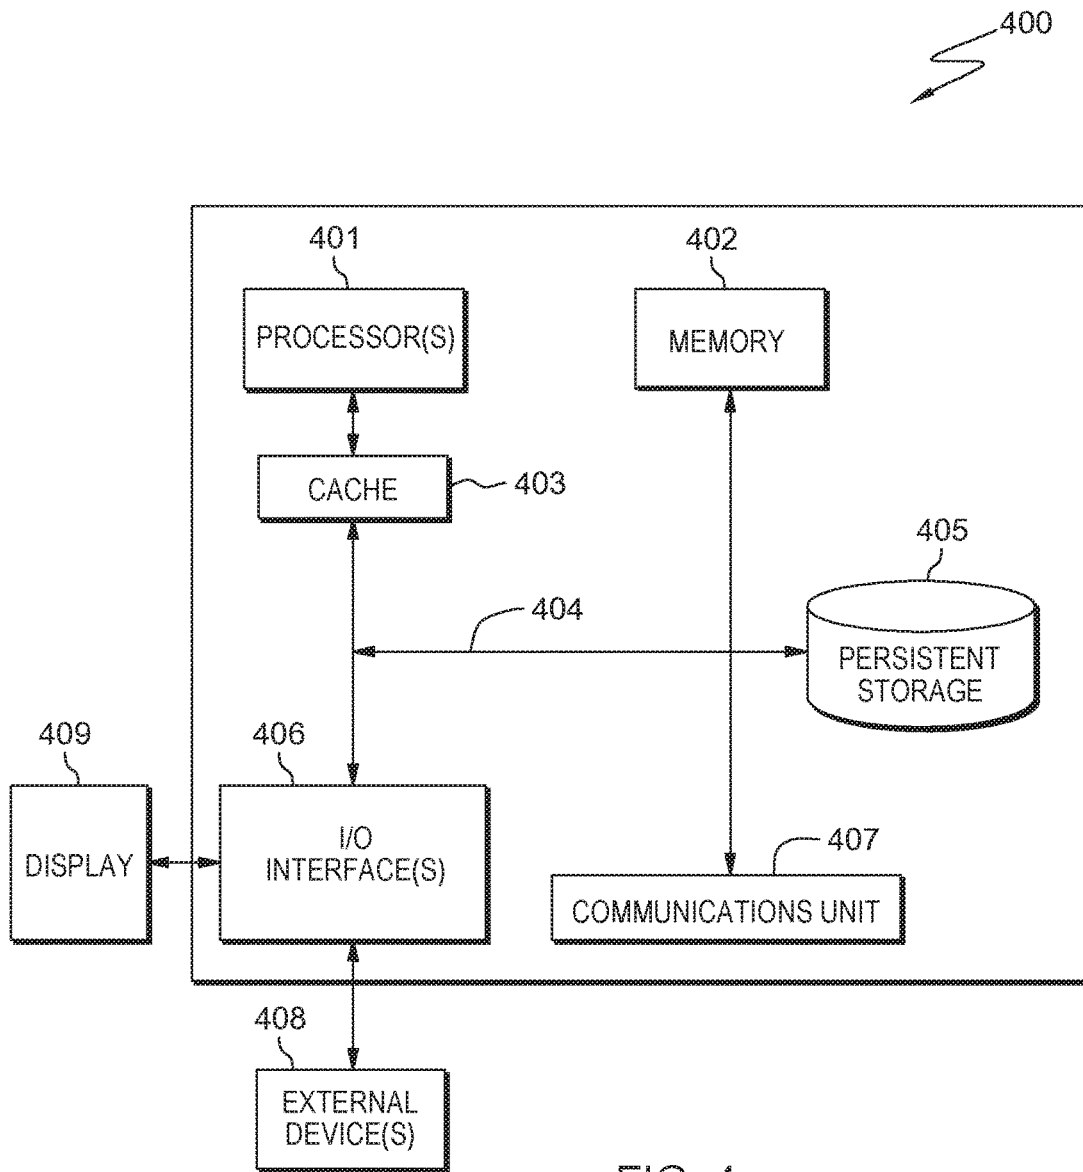 400
401
PROCESSOR(S)
402
MEMORY
CACHE
403
404
405
PERSISTENT
STORAGE
409
DISPLAY
406
I/O
INTERFACE(S)
407
COMMUNICATIONS UNIT
408
EXTERNAL
DEVICE(S)